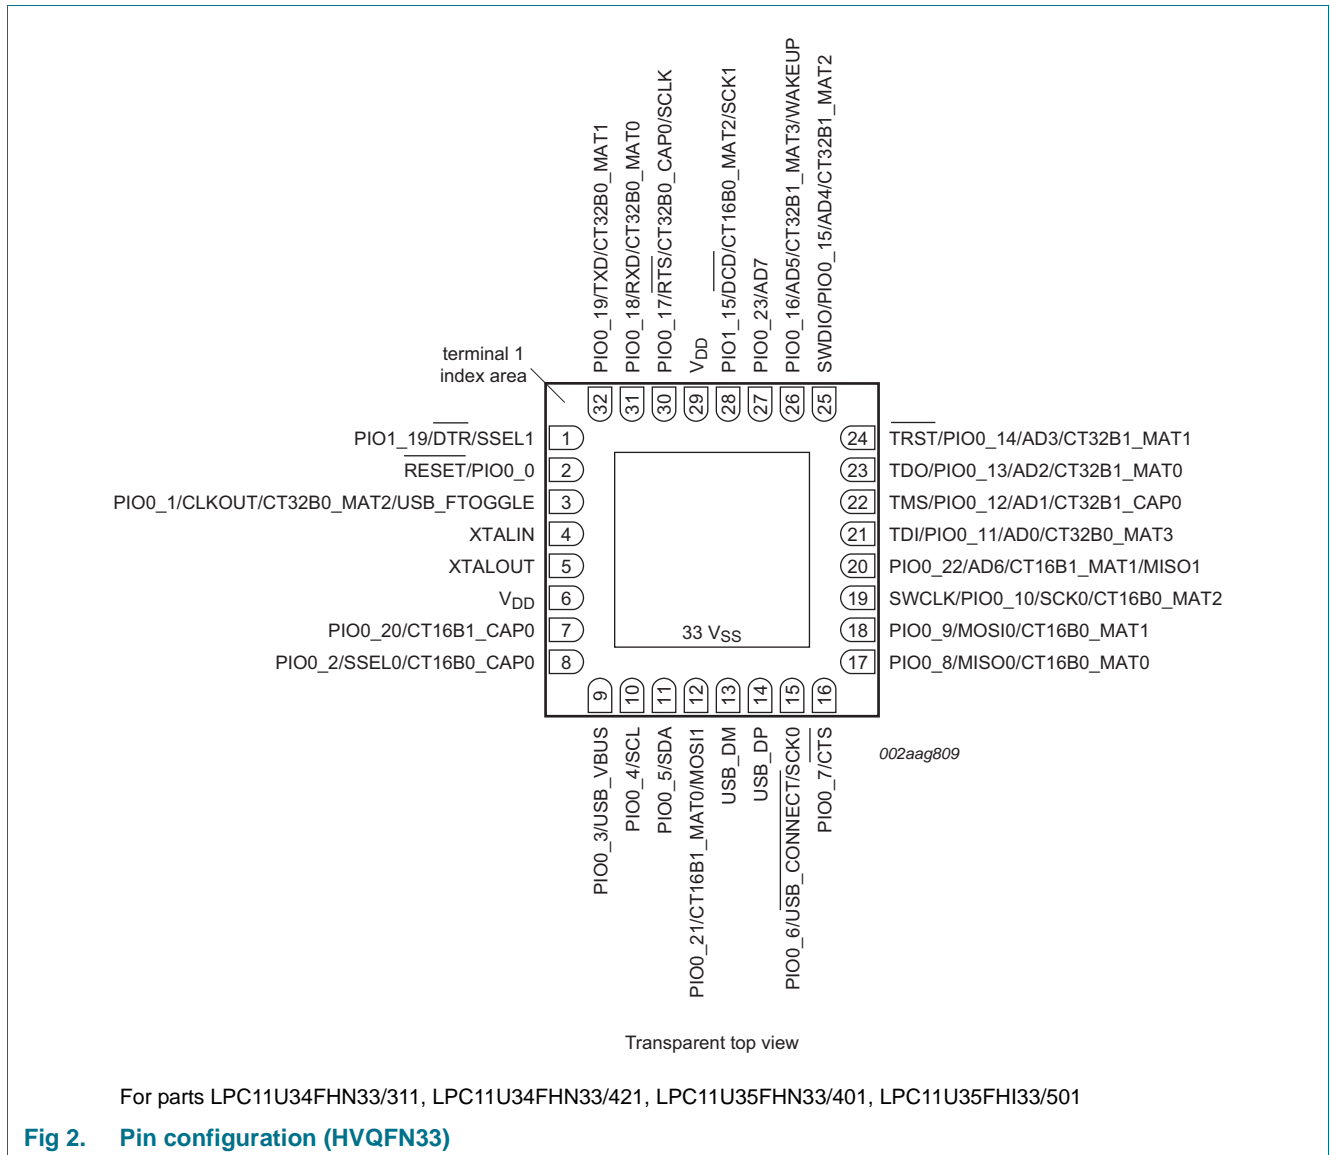 PIO0_19/TXD/CT32B0_MAT1
PIO0_18/RXD/CT32B0_MAT0
PIO0_17/RTS/CT32B0_CAP0/SCLK
VDD
PIO1_15/DCD/CT16B0_MAT2/SCK1
PIO0_23/AD7
PIO0_16/AD5/CT32B1_MAT3/WAKEUP
SWDIO/PIO0_15/AD4/CT32B1_MAT2
terminal 1
index area
32 31 30 29 28 27 26 25
PIO1_19/DTR/SSEL1 1
RESET/PIO0_0 2
PIO0_1/CLKOUT/CT32B0_MAT2/USB_FTOGGLE 3
XTALIN 4
XTALOUT 5
VDD 6
PIO0_20/CT16B1_CAP0 7
PIO0_2/SSEL0/CT16B0_CAP0 8
24 TRST/PIO0_14/AD3/CT32B1_MAT1
23 TDO/PIO0_13/AD2/CT32B1_MAT0
22 TMS/PIO0_12/AD1/CT32B1_CAP0
21 TDI/PIO0_11/AD0/CT32B0_MAT3
20 PIO0_22/AD6/CT16B1_MAT1/MISO1
19 SWCLK/PIO0_10/SCK0/CT16B0_MAT2
18 PIO0_9/MOSI0/CT16B0_MAT1
17 PIO0_8/MISO0/CT16B0_MAT0
33 VSS
9 10 11 12 13 14 15 16
PIO0_3/USB_VBUS
PIO0_4/SCL
PIO0_5/SDA
PIO0_21/CT16B1_MAT0/MOSI1
USB_DM
USB_DP
PIO0_6/USB_CONNECT/SCK0
PIO0_7/CTS
002aag809
Transparent top view
For parts LPC11U34FHN33/311, LPC11U34FHN33/421, LPC11U35FHN33/401, LPC11U35FHI33/501
Fig 2. Pin configuration (HVQFN33)